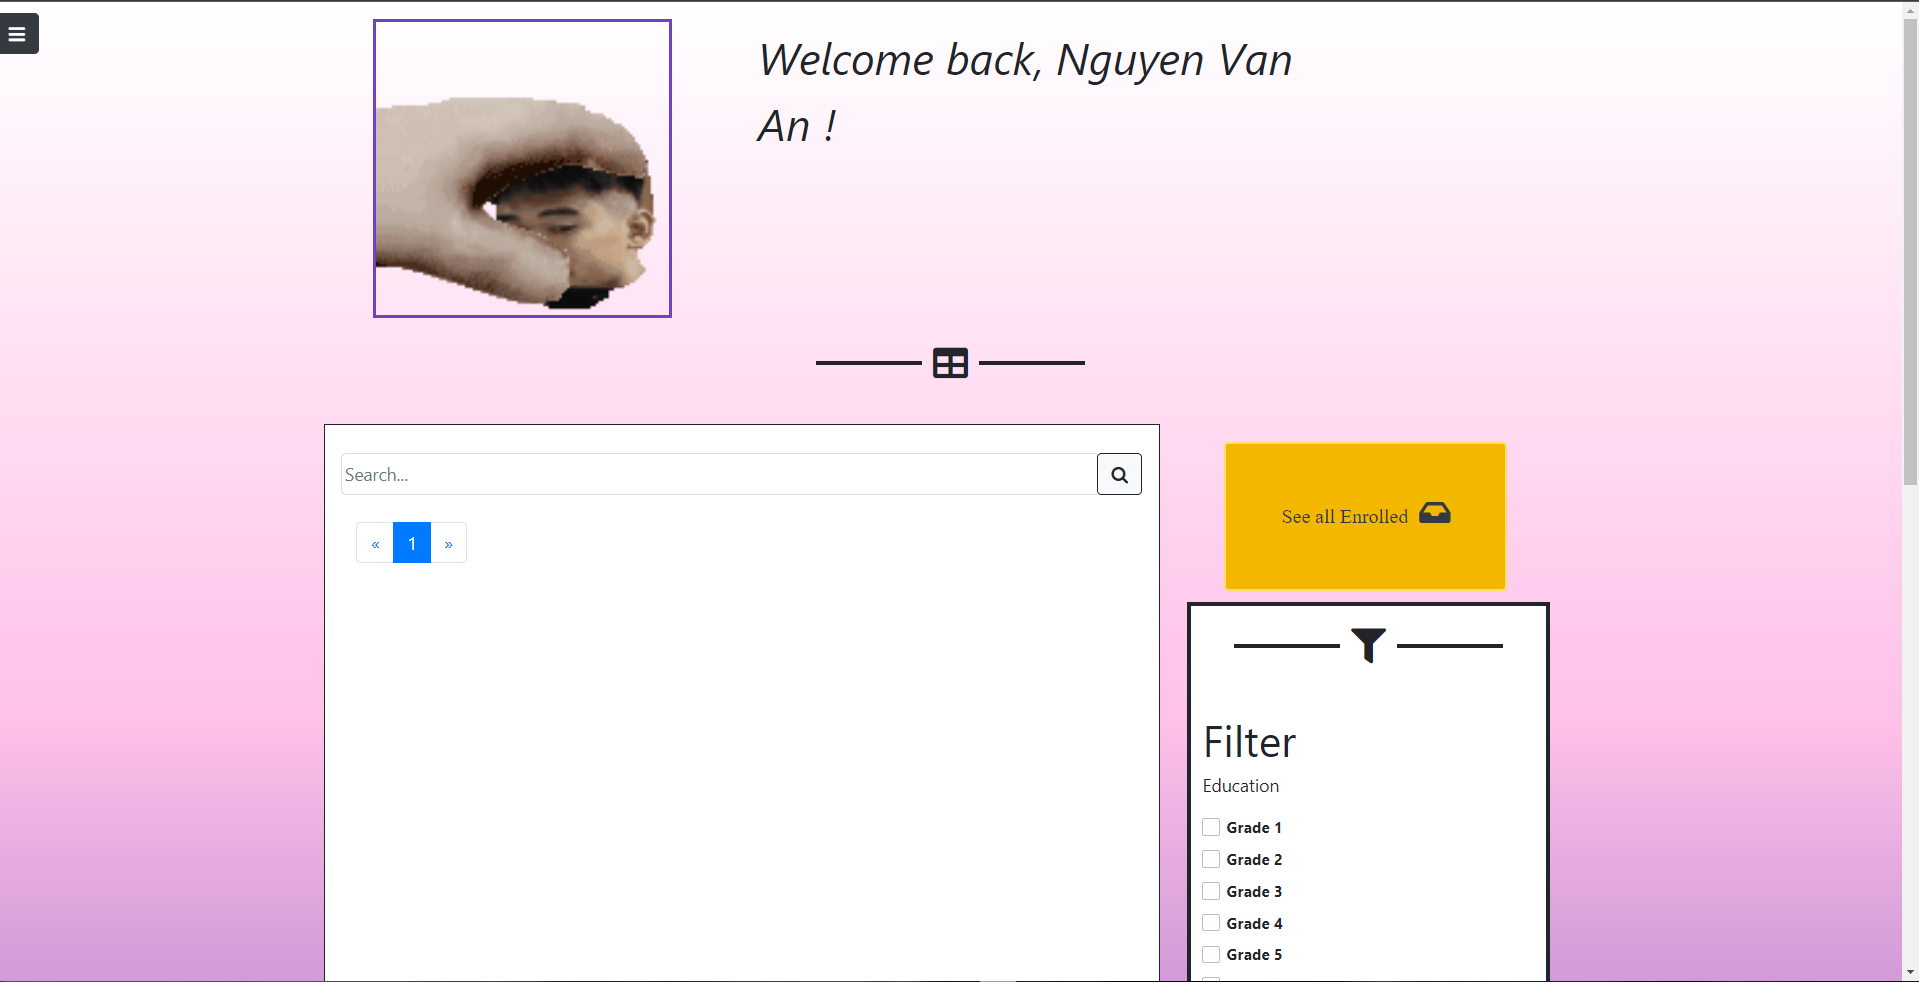 Welcome back, Nguyen Van
An !
Search...
« 1 »
See all Enrolled
Filter
Education
Grade 1
Grade 2
Grade 3
Grade 4
Grade 5